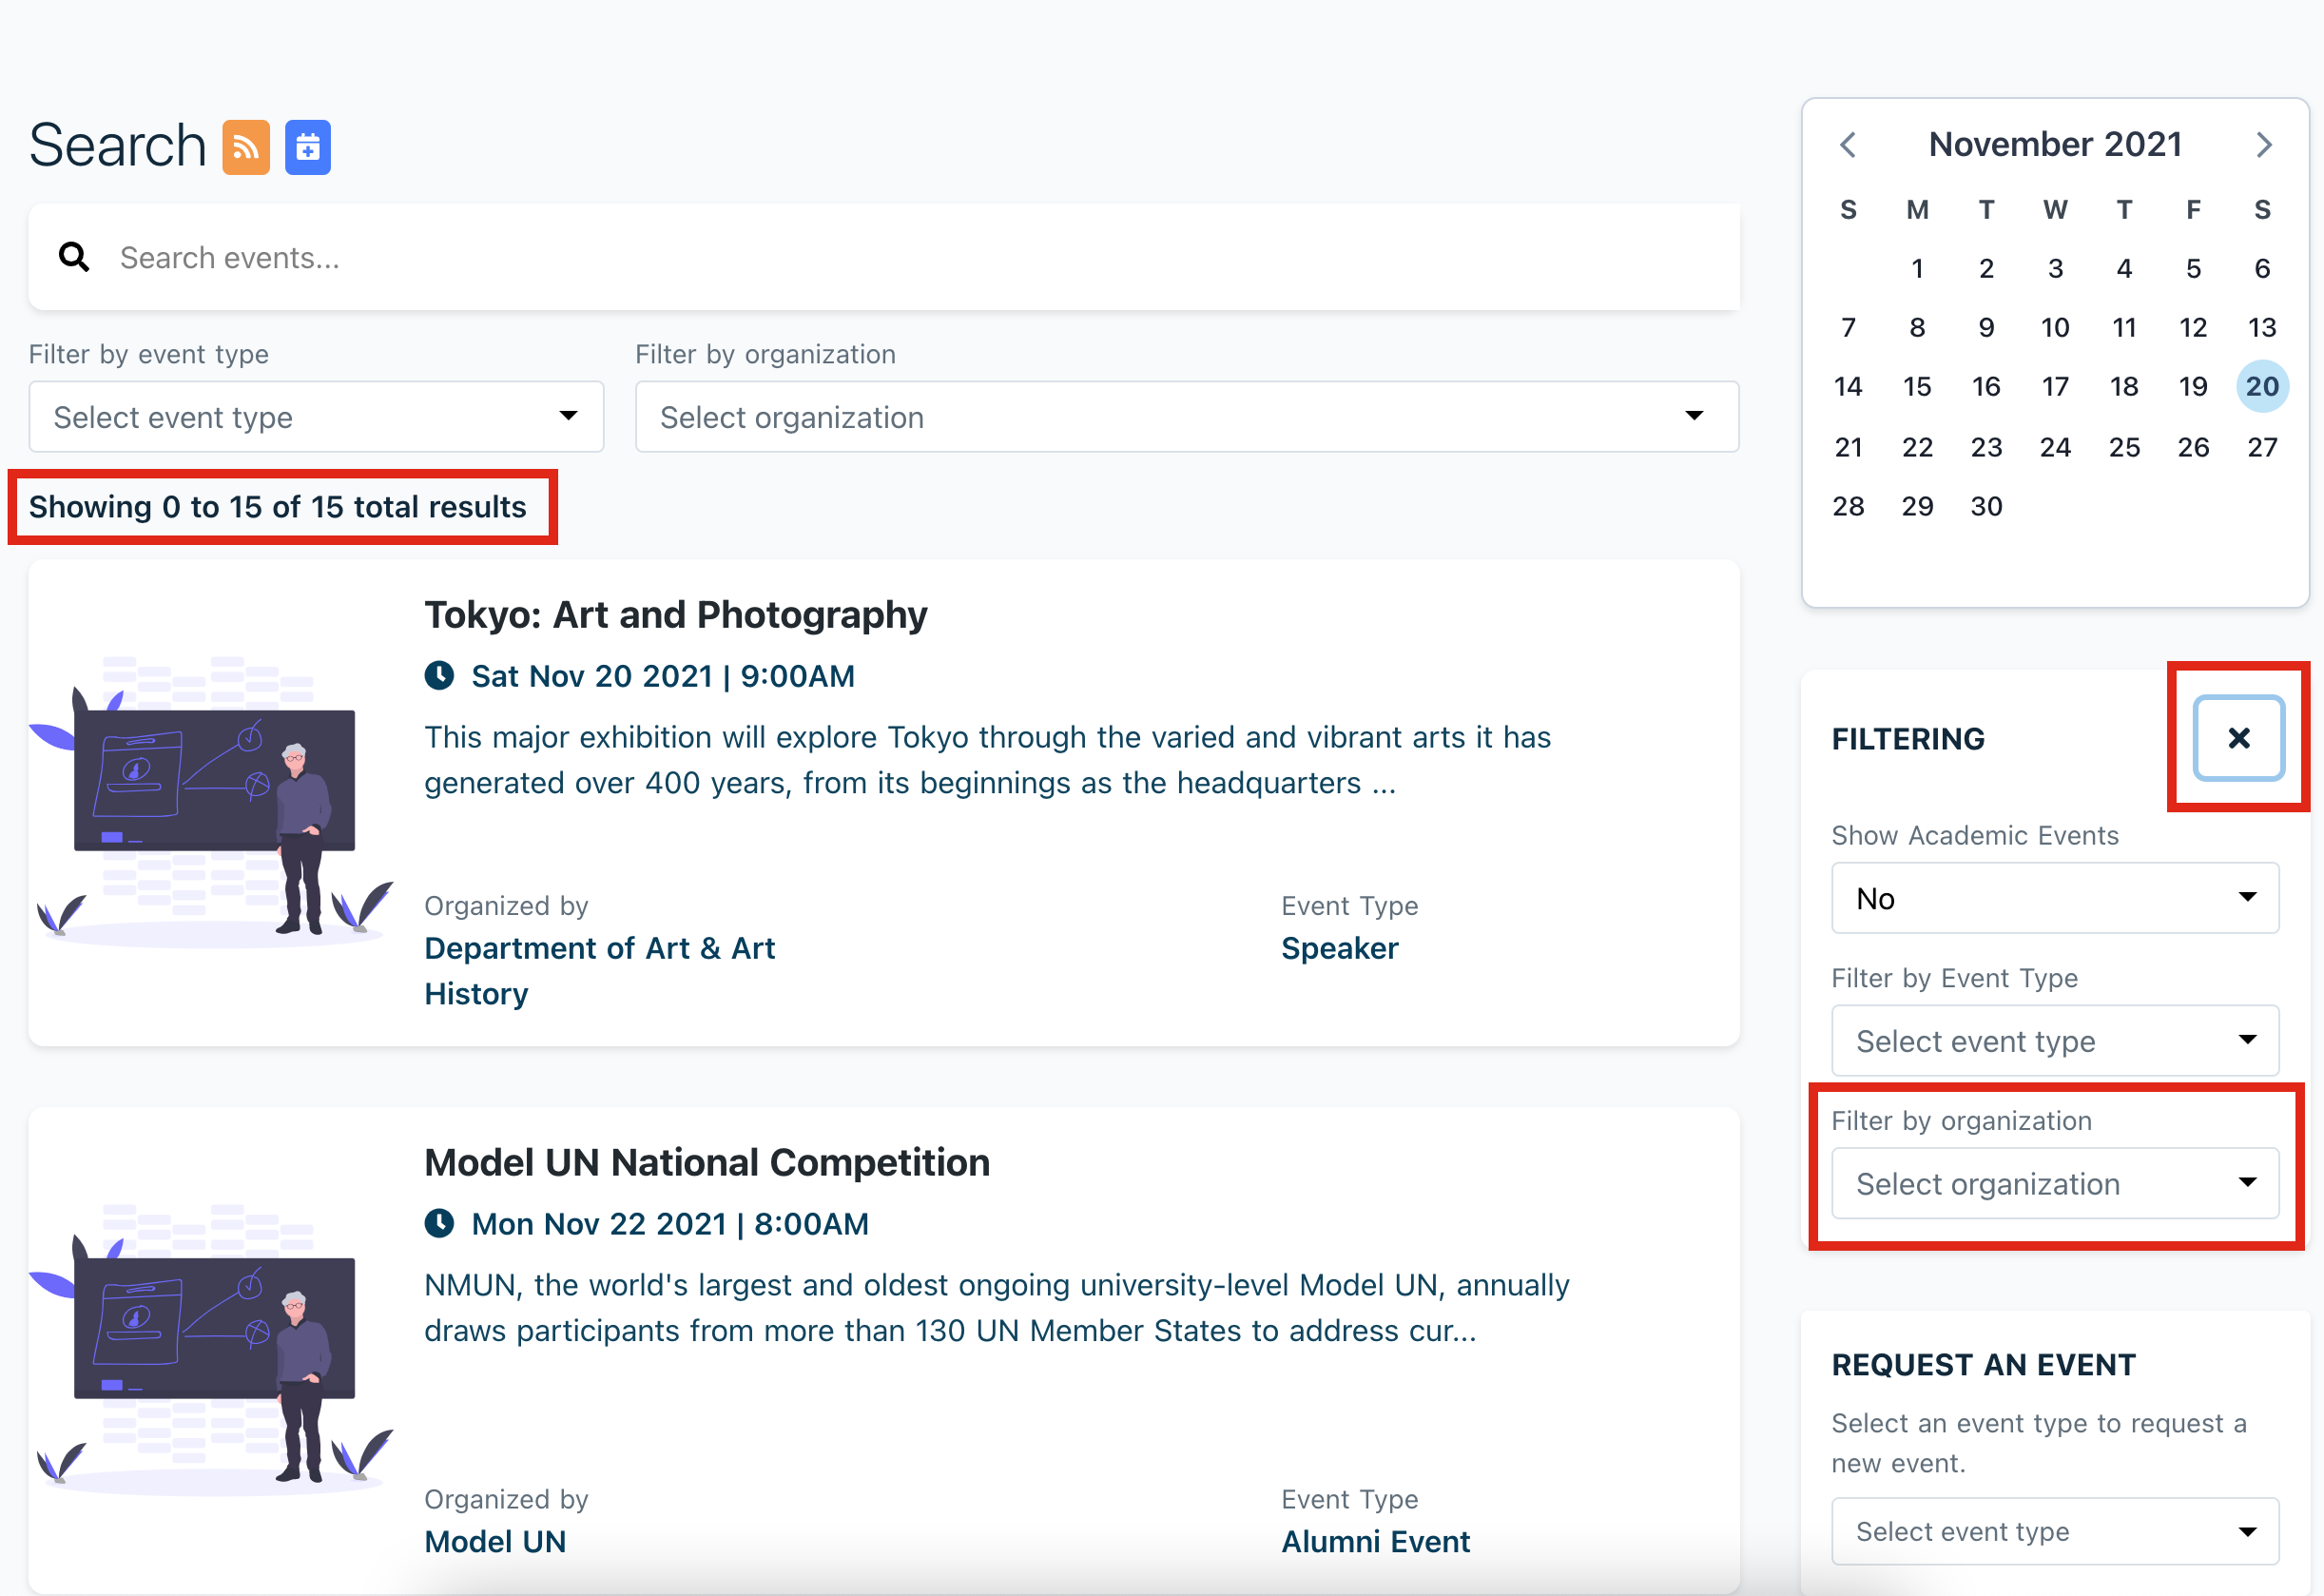 Search
Search events...
Filter by event type
Select event type
Filter by organization
Select organization
Showing 0 to 15 of 15 total results
Tokyo: Art and Photography
Sat Nov 20 2021 | 9:00AM
This major exhibition will explore Tokyo through the varied and vibrant arts it has
generated over 400 years, from its beginnings as the headquarters ...
Organized by
Department of Art & Art
History
Event Type
Speaker
Model UN National Competition
Mon Nov 22 2021 | 8:00AM
NMUN, the world's largest and oldest ongoing university-level Model UN, annually
draws participants from more than 130 UN Member States to address cur...
Organized by
Model UN
Event Type
Alumni Event
November 2021
S M T W T F S
1 2 3 4 5 6
7 8 9 10 11 12 13
14 15 16 17 18 19 20
21 22 23 24 25 26 27
28 29 30
FILTERING
Show Academic Events
No
Filter by Event Type
Select event type
Filter by organization
Select organization
REQUEST AN EVENT
Select an event type to request a
new event.
Select event type